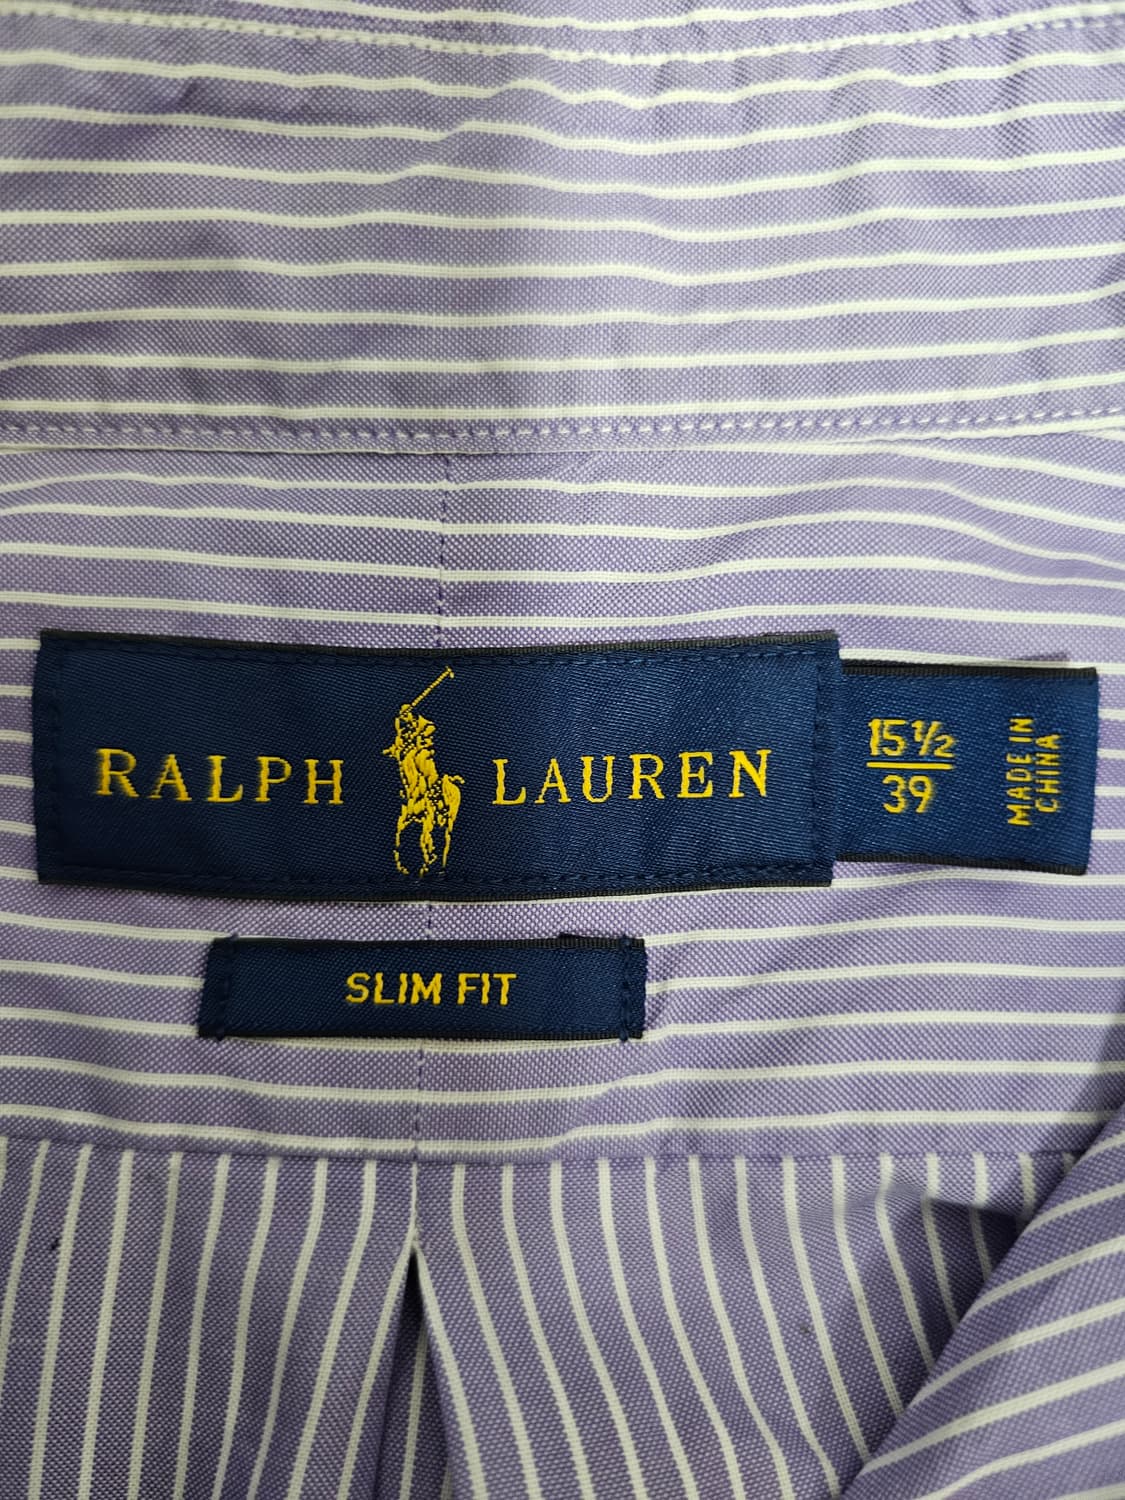 RALPH LAUREN
15½
39
MADE IN
CHINA
SLIM FIT